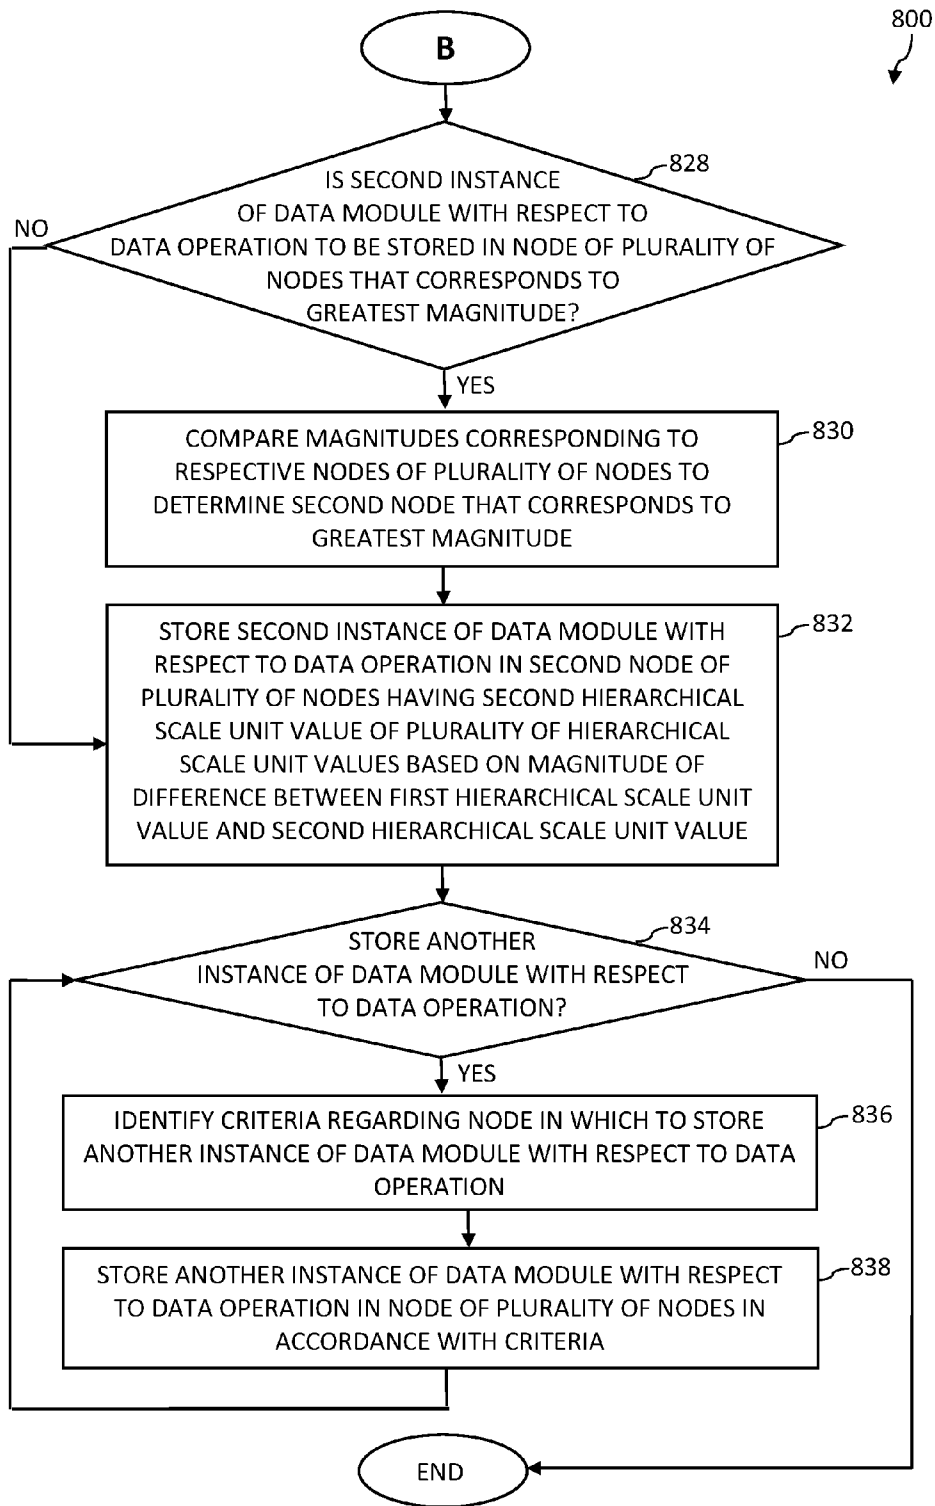 800
B
828
IS SECOND INSTANCE
OF DATA MODULE WITH RESPECT TO
DATA OPERATION TO BE STORED IN NODE OF PLURALITY OF
NODES THAT CORRESPONDS TO
GREATEST MAGNITUDE?
NO
YES
830
COMPARE MAGNITUDES CORRESPONDING TO
RESPECTIVE NODES OF PLURALITY OF NODES TO
DETERMINE SECOND NODE THAT CORRESPONDS TO
GREATEST MAGNITUDE
832
STORE SECOND INSTANCE OF DATA MODULE WITH
RESPECT TO DATA OPERATION IN SECOND NODE OF
PLURALITY OF NODES HAVING SECOND HIERARCHICAL
SCALE UNIT VALUE OF PLURALITY OF HIERARCHICAL
SCALE UNIT VALUES BASED ON MAGNITUDE OF
DIFFERENCE BETWEEN FIRST HIERARCHICAL SCALE UNIT
VALUE AND SECOND HIERARCHICAL SCALE UNIT VALUE
834
STORE ANOTHER
INSTANCE OF DATA MODULE WITH RESPECT
TO DATA OPERATION?
NO
YES
836
IDENTIFY CRITERIA REGARDING NODE IN WHICH TO STORE
ANOTHER INSTANCE OF DATA MODULE WITH RESPECT TO DATA
OPERATION
838
STORE ANOTHER INSTANCE OF DATA MODULE WITH RESPECT
TO DATA OPERATION IN NODE OF PLURALITY OF NODES IN
ACCORDANCE WITH CRITERIA
END